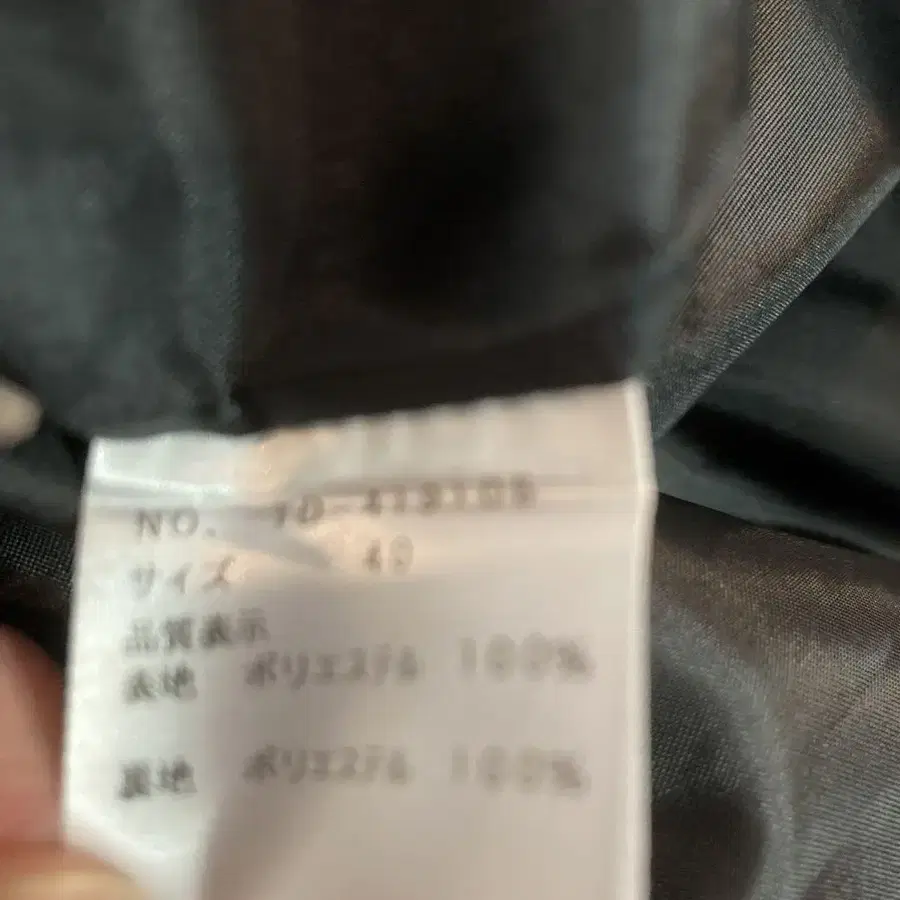 NO.
サイズ 40
品質表示
表地 ポリエステル 100%
裏地 ポリエステル 100%